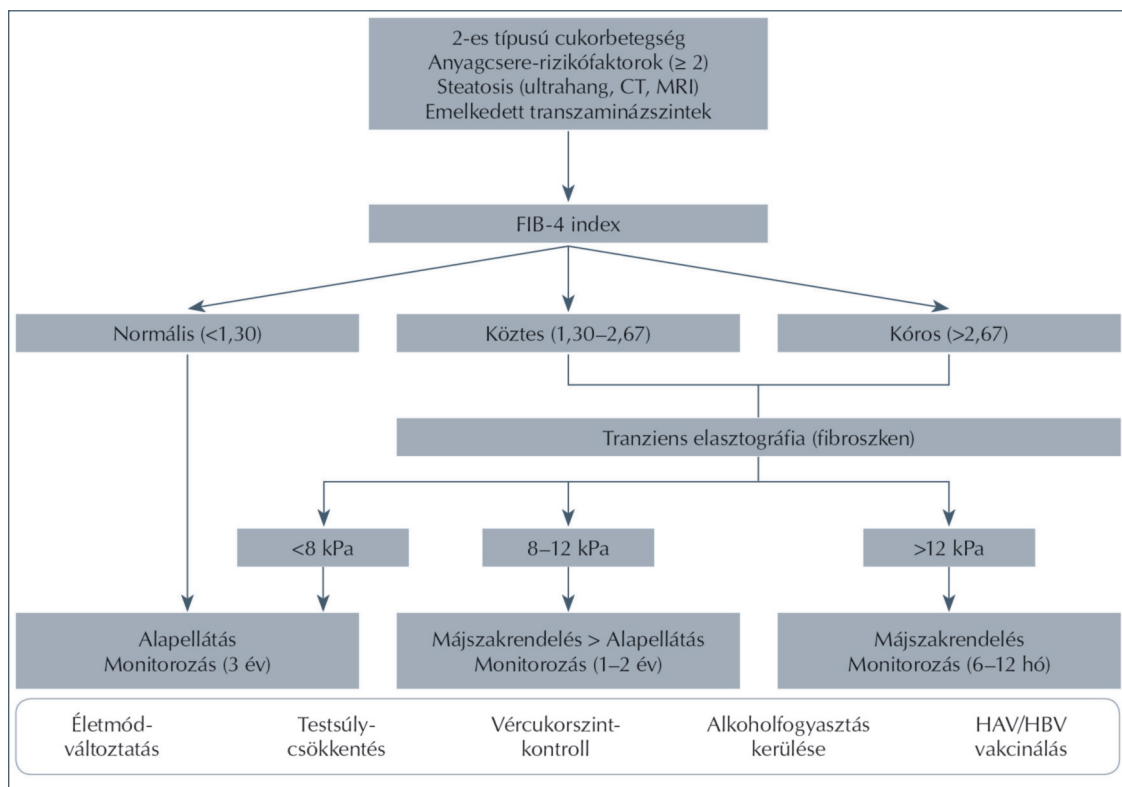 2-es típusú cukorbetegség
Anyagcsere-rizikófaktorok (≥ 2)
Steatosis (ultrahang, CT, MRI)
Emelkedett transzaminázszintek
FIB-4 index
Normális (<1,30)
Köztes (1,30–2,67)
Kóros (>2,67)
Tranziens elasztográfia (fibroszken)
<8 kPa
8–12 kPa
>12 kPa
Alapellátás
Monitorozás (3 év)
Májszakrendelés > Alapellátás
Monitorozás (1–2 év)
Májszakrendelés
Monitorozás (6–12 hó)
Életmód-
változtatás
Testsúly-
csökkentés
Vércukorszint-
kontroll
Alkoholfogyasztás
kerülése
HAV/HBV
vakcinálás